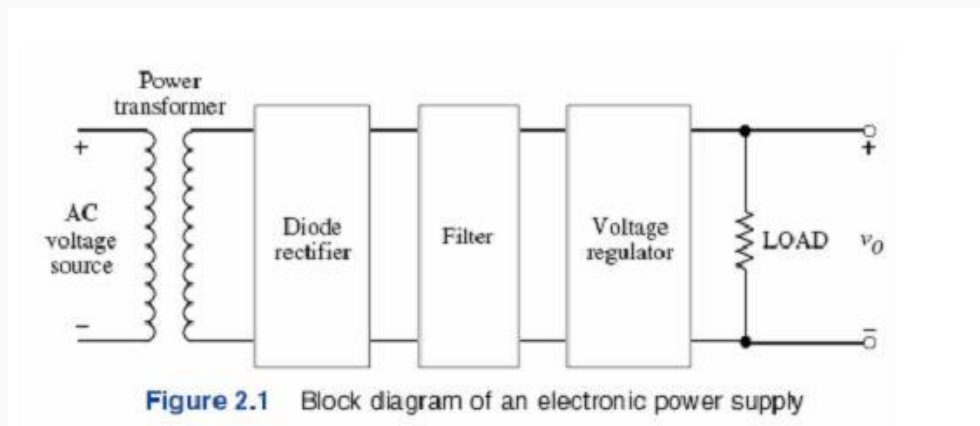 Power
transformer
+
AC
voltage
source
−
Diode
rectifier
Filter
Voltage
regulator
LOAD
+
vO
−
Figure 2.1 Block diagram of an electronic power supply